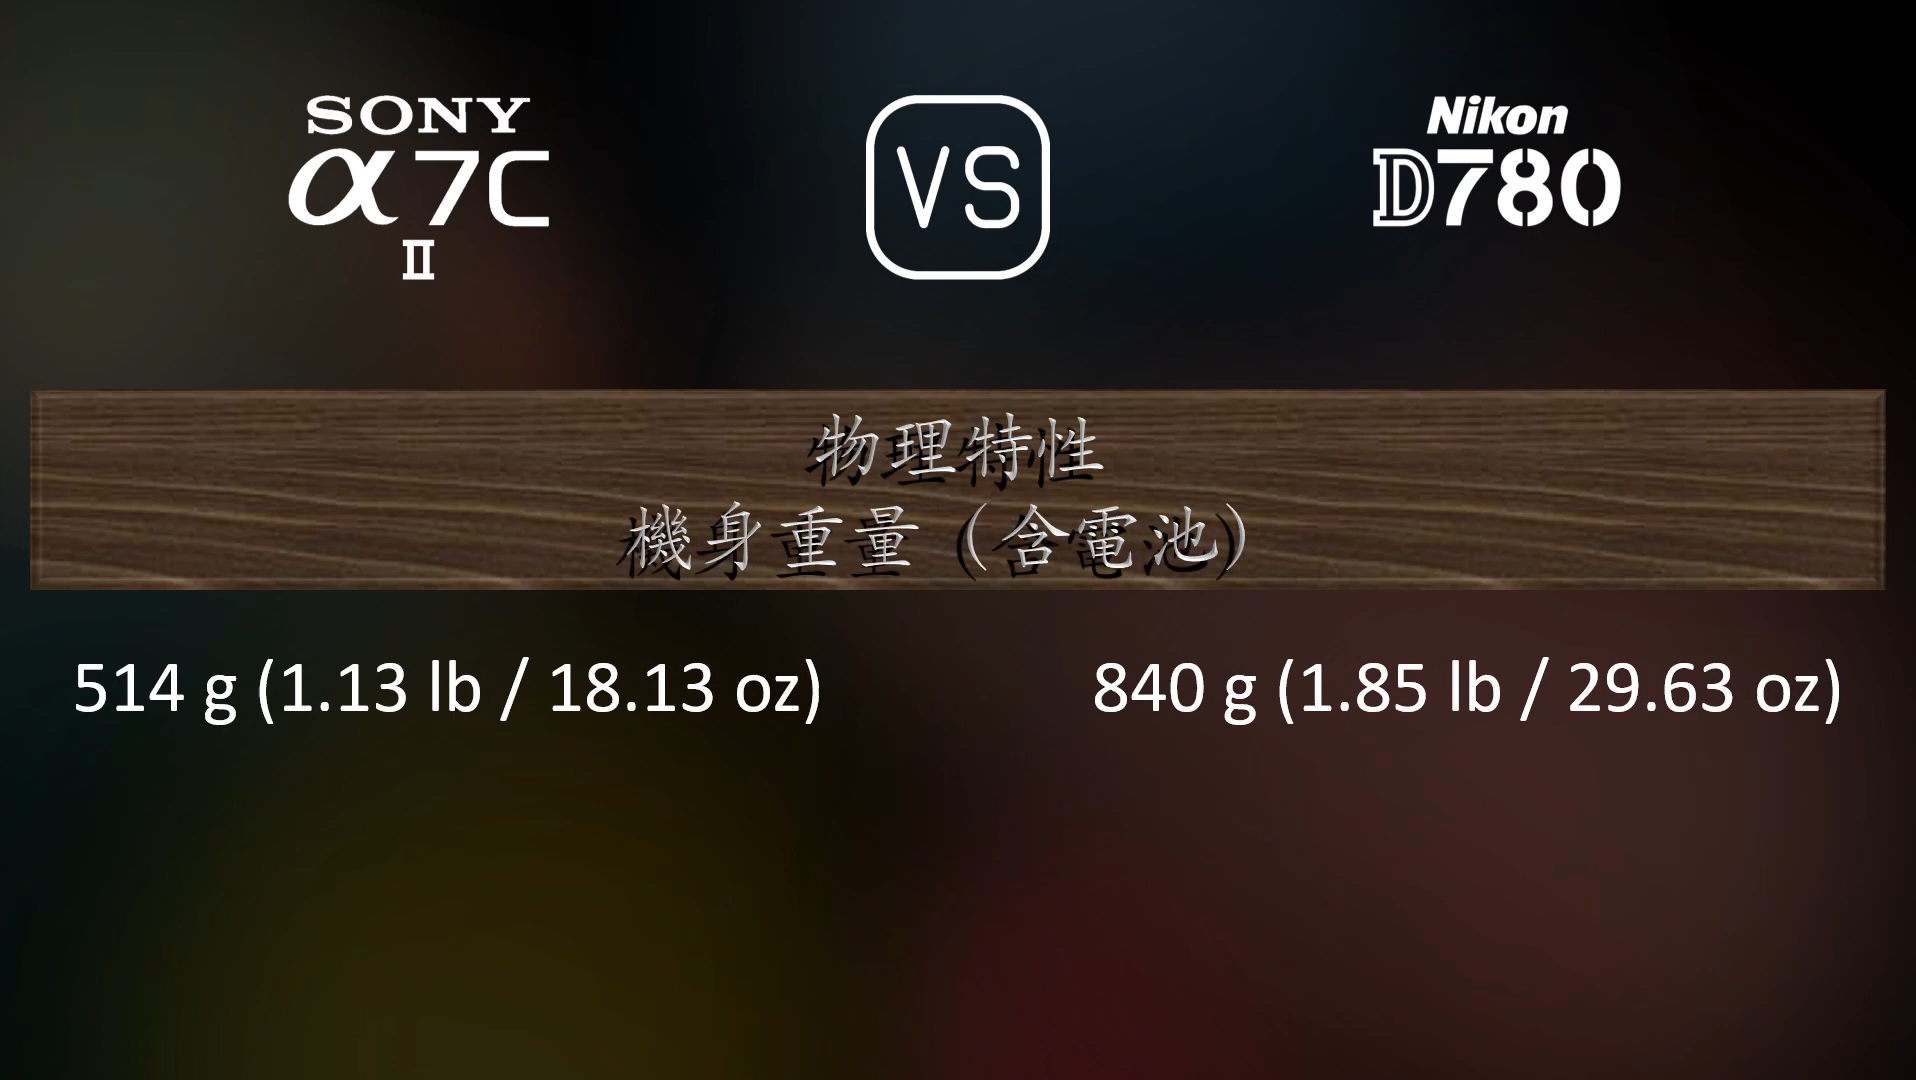 SONY
α7C
II
VS
Nikon
D780
物理特性
機身重量（含電池）
514 g (1.13 lb / 18.13 oz)
840 g (1.85 lb / 29.63 oz)